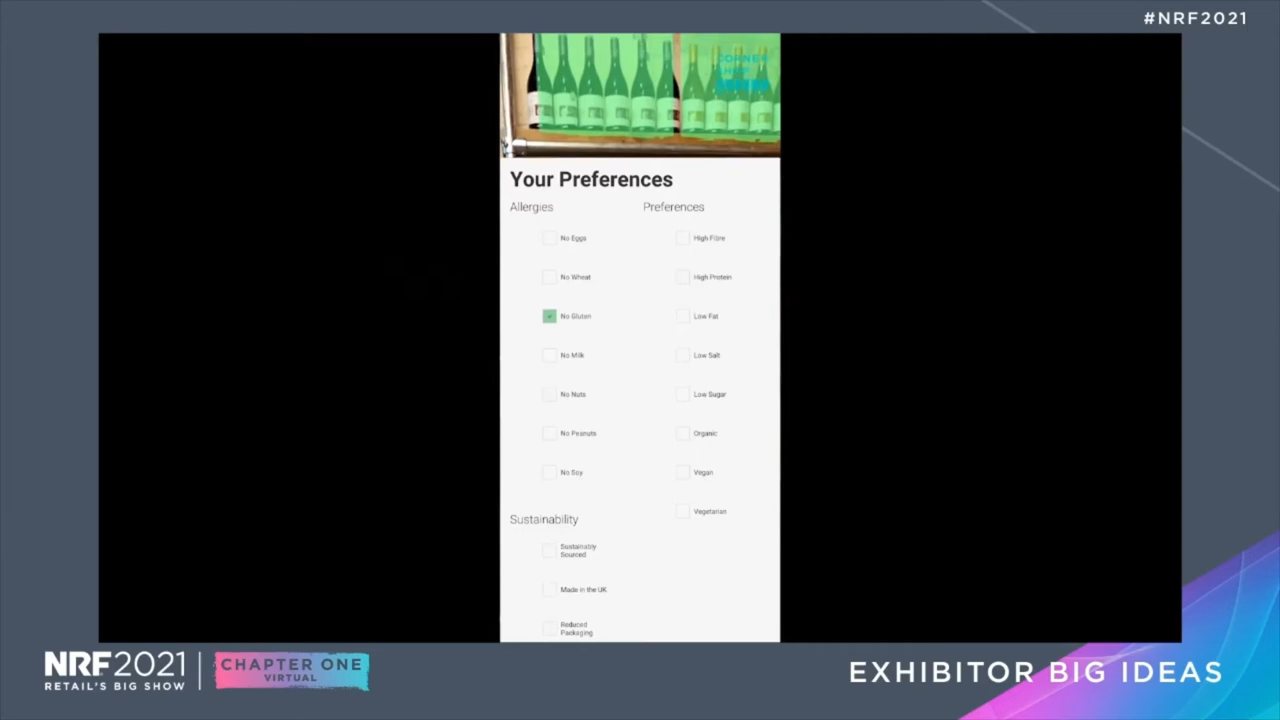 #NRF2021
CORNER
SHOP
Your Preferences
Allergies
Preferences
No Eggs
High Fibre
No Wheat
High Protein
No Gluten
Low Fat
No Milk
Low Salt
No Nuts
Low Sugar
No Peanuts
Organic
No Soy
Vegan
Vegetarian
Sustainability
Sustainably
Sourced
Made in the UK
Reduced
Packaging
NRF2021
RETAIL'S BIG SHOW
CHAPTER ONE
VIRTUAL
EXHIBITOR BIG IDEAS